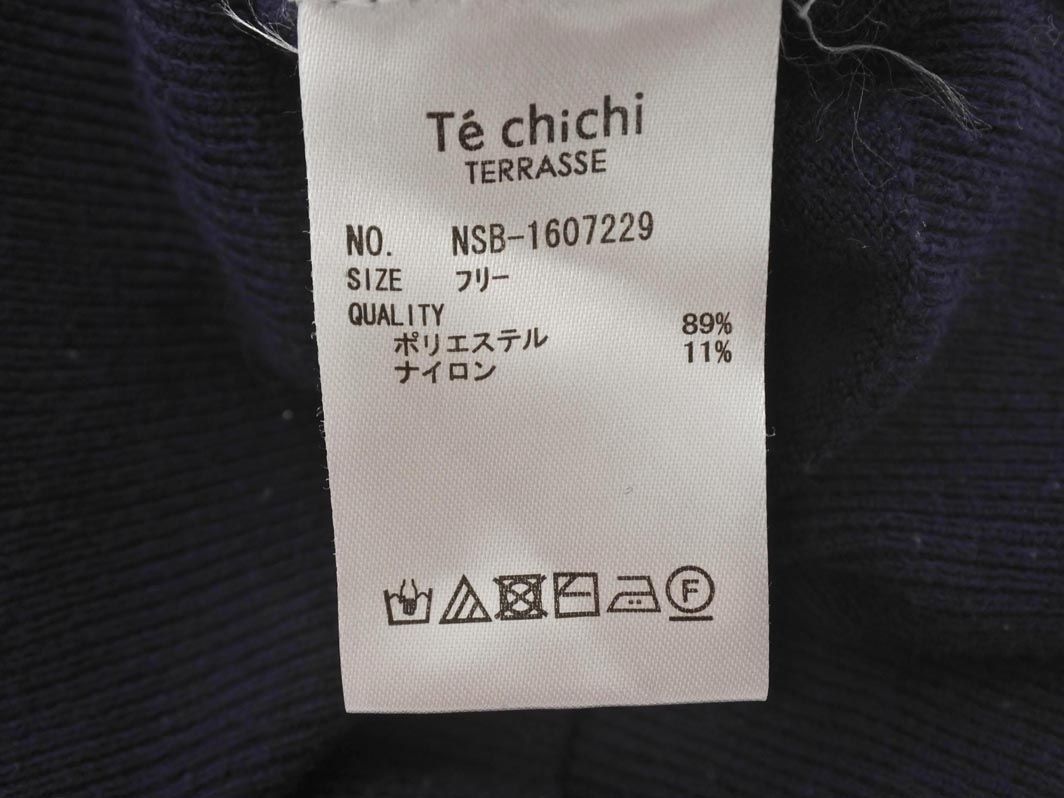 Té chichi
TERRASSE
NO. NSB-1607229
SIZE フリー
QUALITY
ポリエステル 89%
ナイロン 11%
F